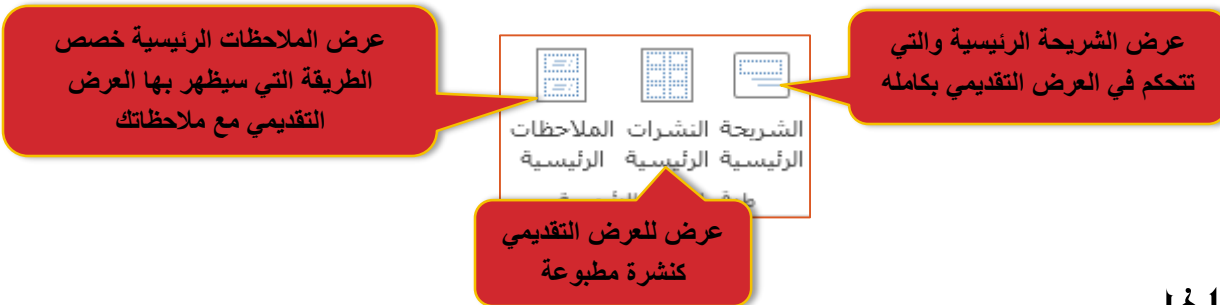 عرض الشريحة الرئيسية والتي
تتحكم في العرض التقديمي بكامله
عرض الملاحظات الرئيسية خصص
الطريقة التي سيظهر بها العرض
التقديمي مع ملاحظاتك
الشريحة النشرات الملاحظات
الرئيسية الرئيسية الرئيسية
عرض للعرض التقديمي
كنشرة مطبوعة